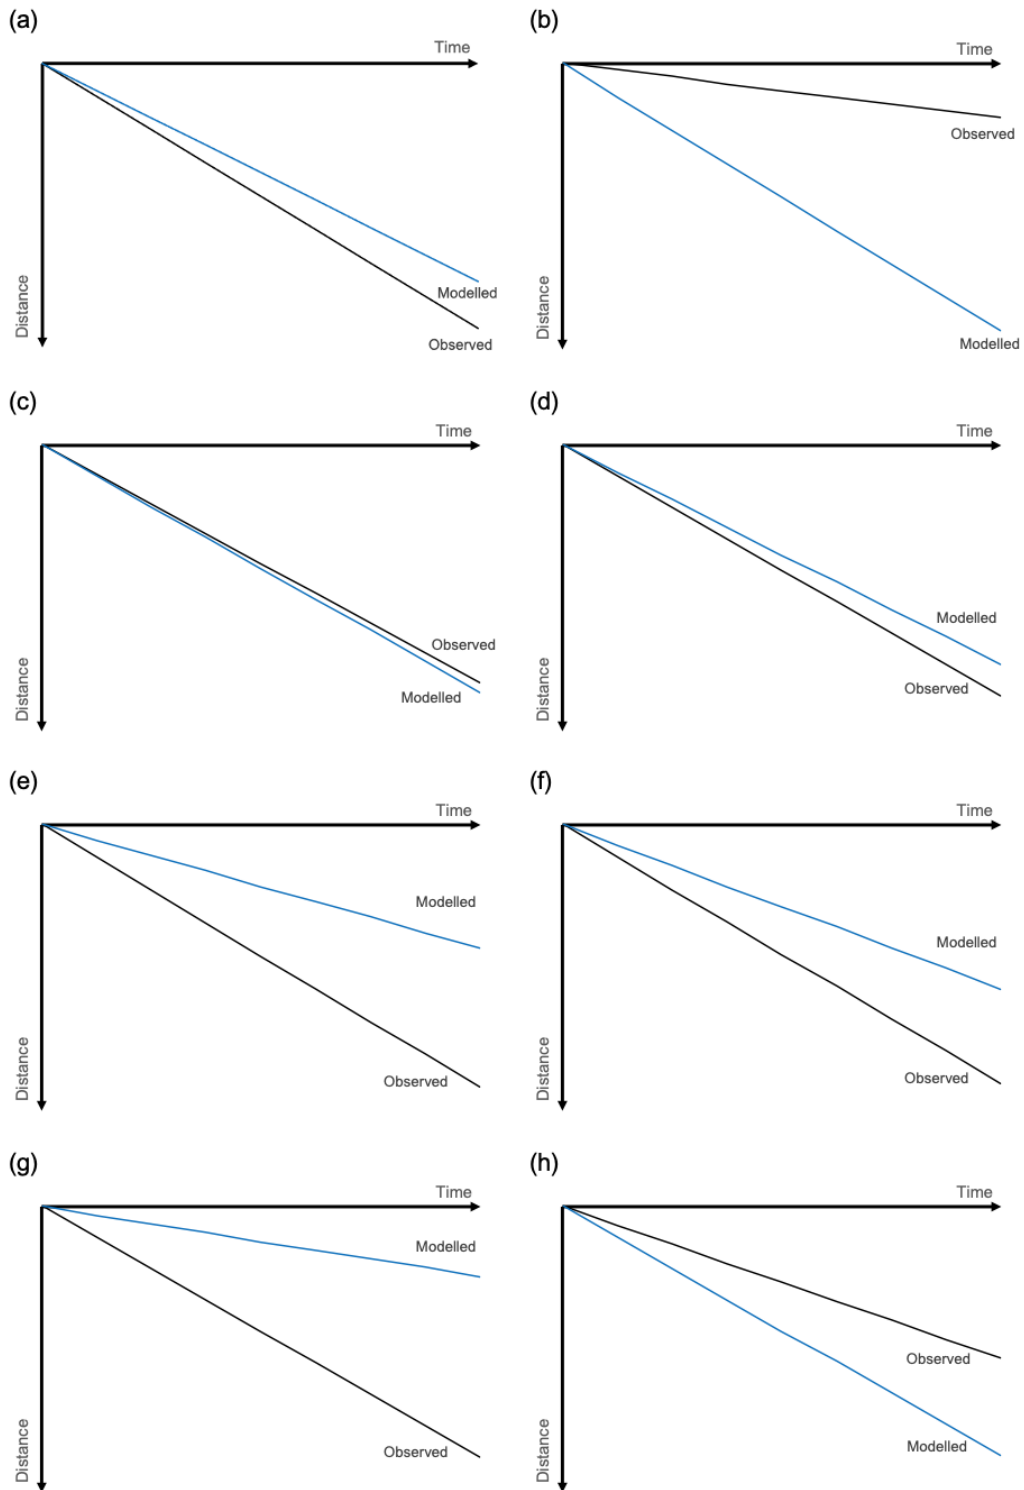 (a)
Time
Distance
Modelled
Observed
(b)
Time
Distance
Observed
Modelled
(c)
Time
Distance
Observed
Modelled
(d)
Time
Distance
Modelled
Observed
(e)
Time
Distance
Modelled
Observed
(f)
Time
Distance
Modelled
Observed
(g)
Time
Distance
Modelled
Observed
(h)
Time
Distance
Observed
Modelled